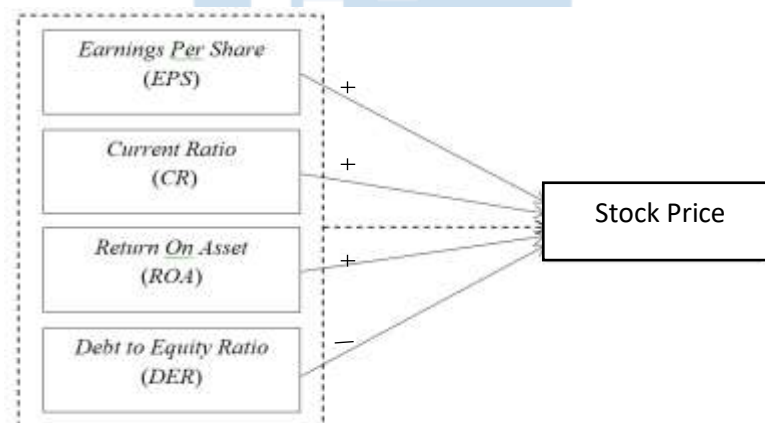 Earnings Per Share
(EPS)
+
Current Ratio
(CR)
+
Stock Price
Return On Asset
(ROA)
+
Debt to Equity Ratio
(DER)
–